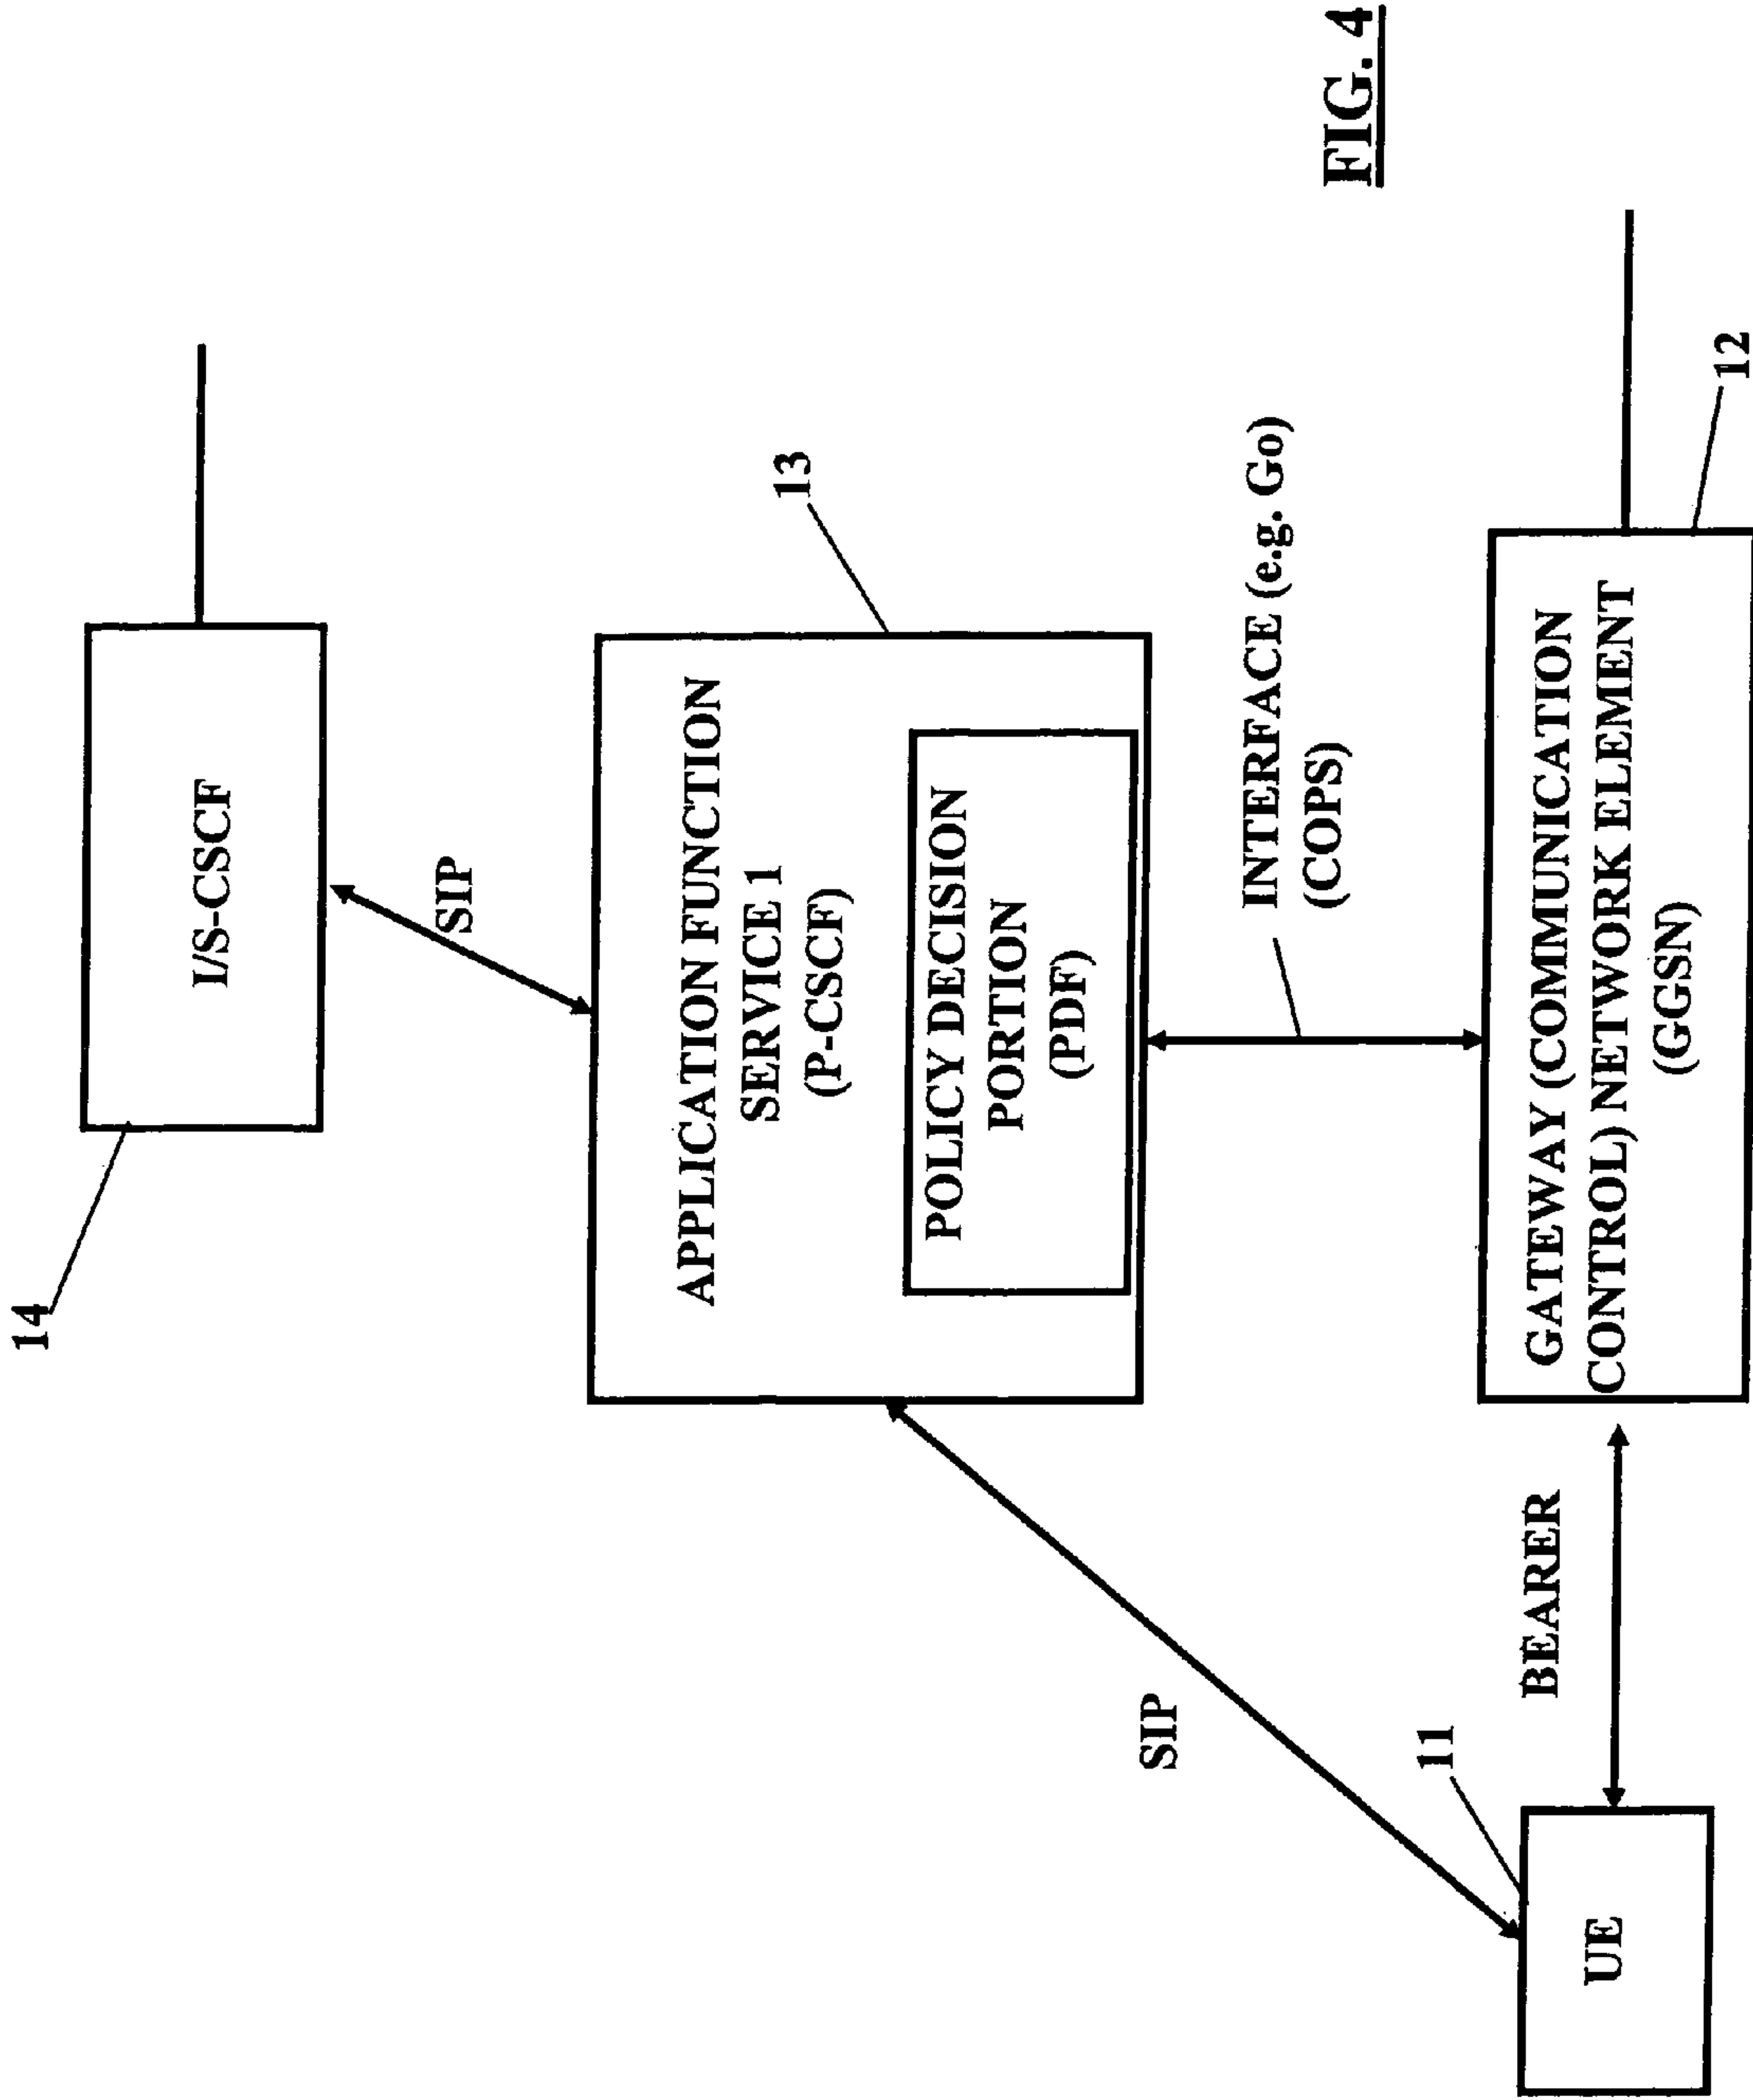 14
I/S-CSCF
SIP
13
APPLICATION FUNCTION
SERVICE 1
(P-CSCF)
POLICY DECISION
PORTION
(PDF)
SIP
INTERFACE (e.g. Go)
(COPS)
11
UE
BEARER
GATEWAY (COMMUNICATION
CONTROL) NETWORK ELEMENT
(GGSN)
12
FIG. 4